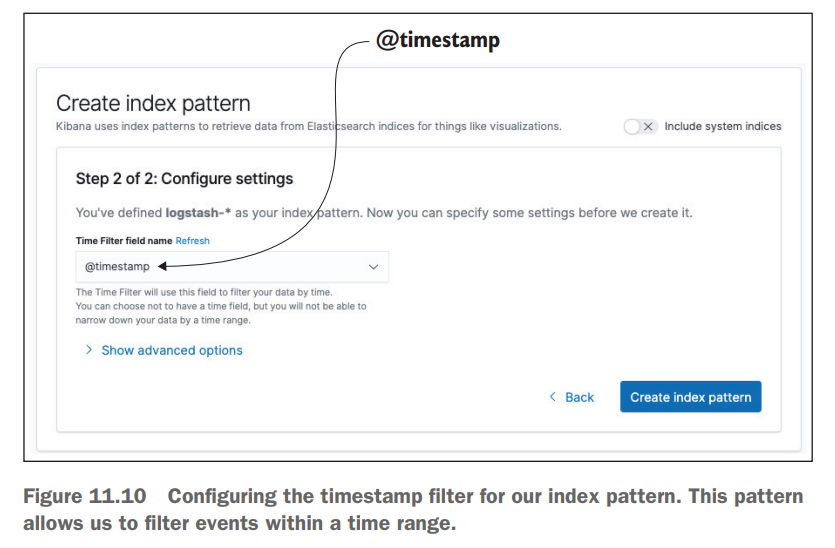 @timestamp
Create index pattern
Kibana uses index patterns to retrieve data from Elasticsearch indices for things like visualizations.
Include system indices
Step 2 of 2: Configure settings
You've defined logstash-* as your index pattern. Now you can specify some settings before we create it.
Time Filter field name Refresh
@timestamp
The Time Filter will use this field to filter your data by time.
You can choose not to have a time field, but you will not be able to
narrow down your data by a time range.
Show advanced options
Back
Create index pattern
Figure 11.10 Configuring the timestamp filter for our index pattern. This pattern
allows us to filter events within a time range.